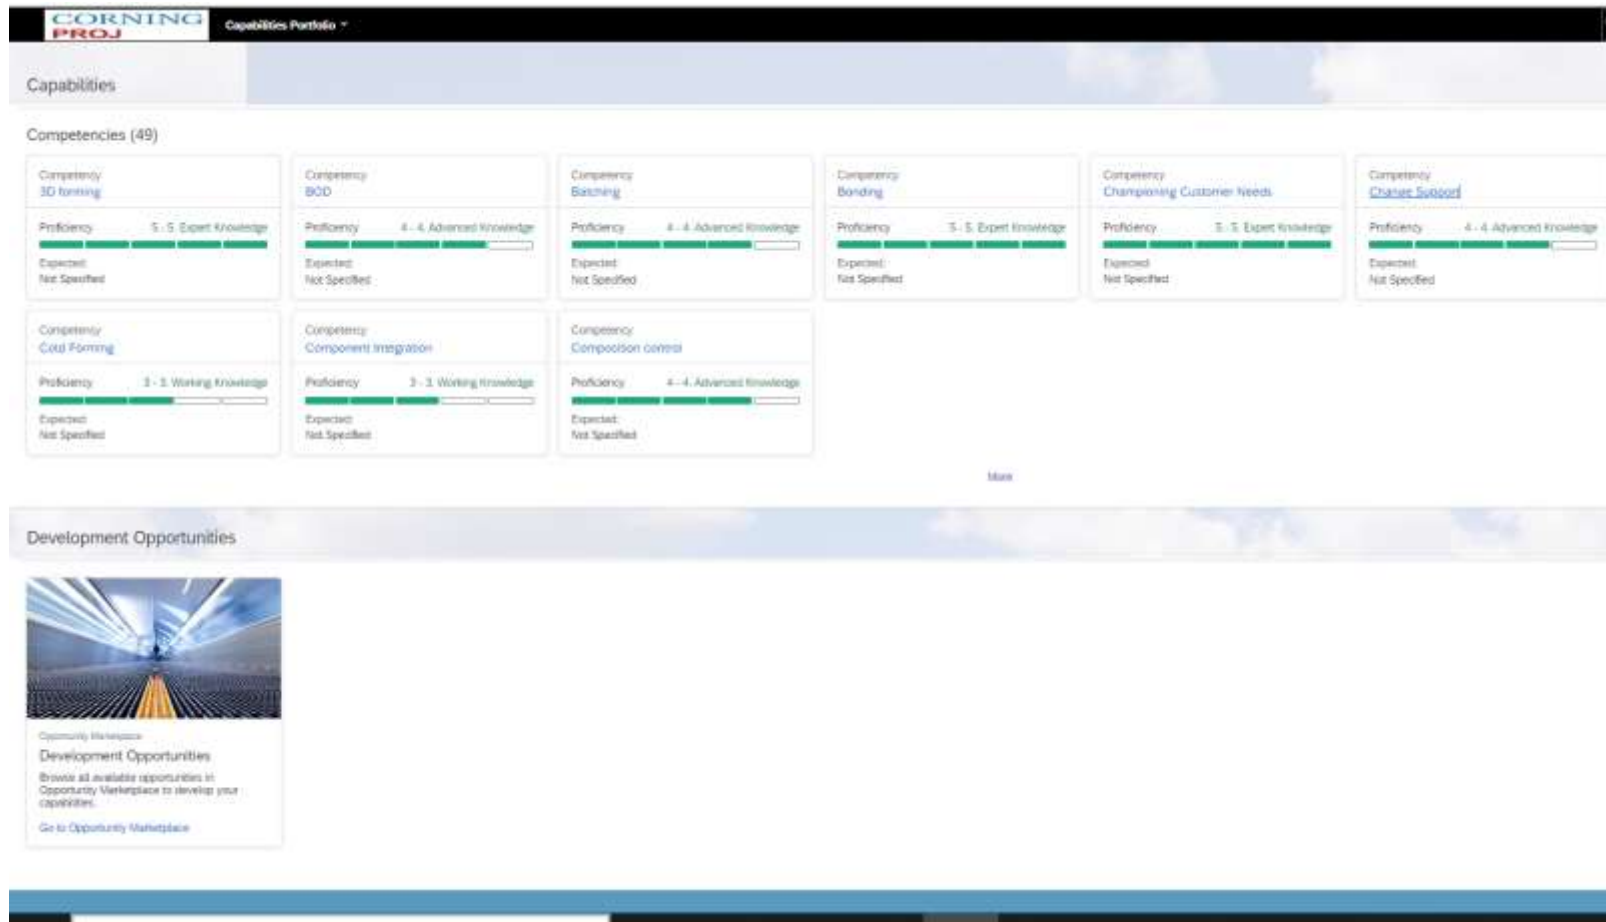 CORNING
PROJ
Capabilities Portfolio
Capabilities
Competencies (49)
Competency
3D forming
Proficiency 5 - 5. Expert Knowledge
Expected:
Not Specified
Competency
BOD
Proficiency 4 - 4. Advanced Knowledge
Expected:
Not Specified
Competency
Batching
Proficiency 4 - 4. Advanced Knowledge
Expected:
Not Specified
Competency
Bonding
Proficiency 5 - 5. Expert Knowledge
Expected:
Not Specified
Competency
Championing Customer Needs
Proficiency 5 - 5. Expert Knowledge
Expected:
Not Specified
Competency
Change Support
Proficiency 4 - 4. Advanced Knowledge
Expected:
Not Specified
Competency
Cold Forming
Proficiency 3 - 3. Working Knowledge
Expected:
Not Specified
Competency
Component Integration
Proficiency 3 - 3. Working Knowledge
Expected:
Not Specified
Competency
Composition control
Proficiency 4 - 4. Advanced Knowledge
Expected:
Not Specified
More
Development Opportunities
Opportunity Marketplace
Development Opportunities
Browse all available opportunities in
Opportunity Marketplace to develop your
capabilities.
Go to Opportunity Marketplace